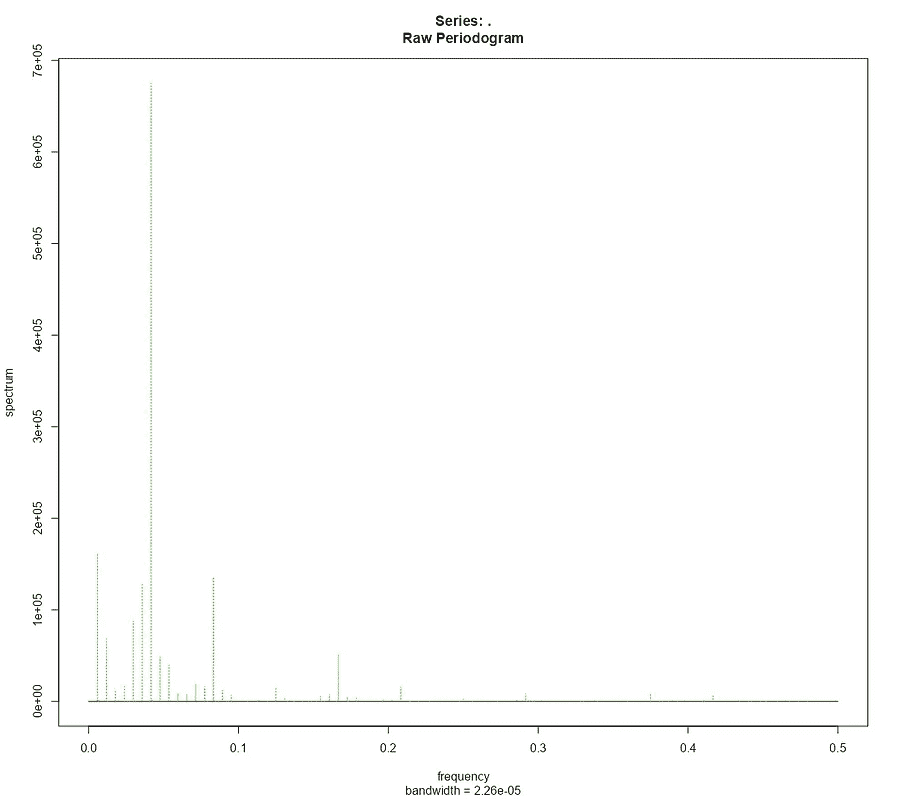 Series: .
Raw Periodogram
7e+05
6e+05
5e+05
4e+05
3e+05
2e+05
1e+05
0e+00
spectrum
0.0 0.1 0.2 0.3 0.4 0.5
frequency
bandwidth = 2.26e-05